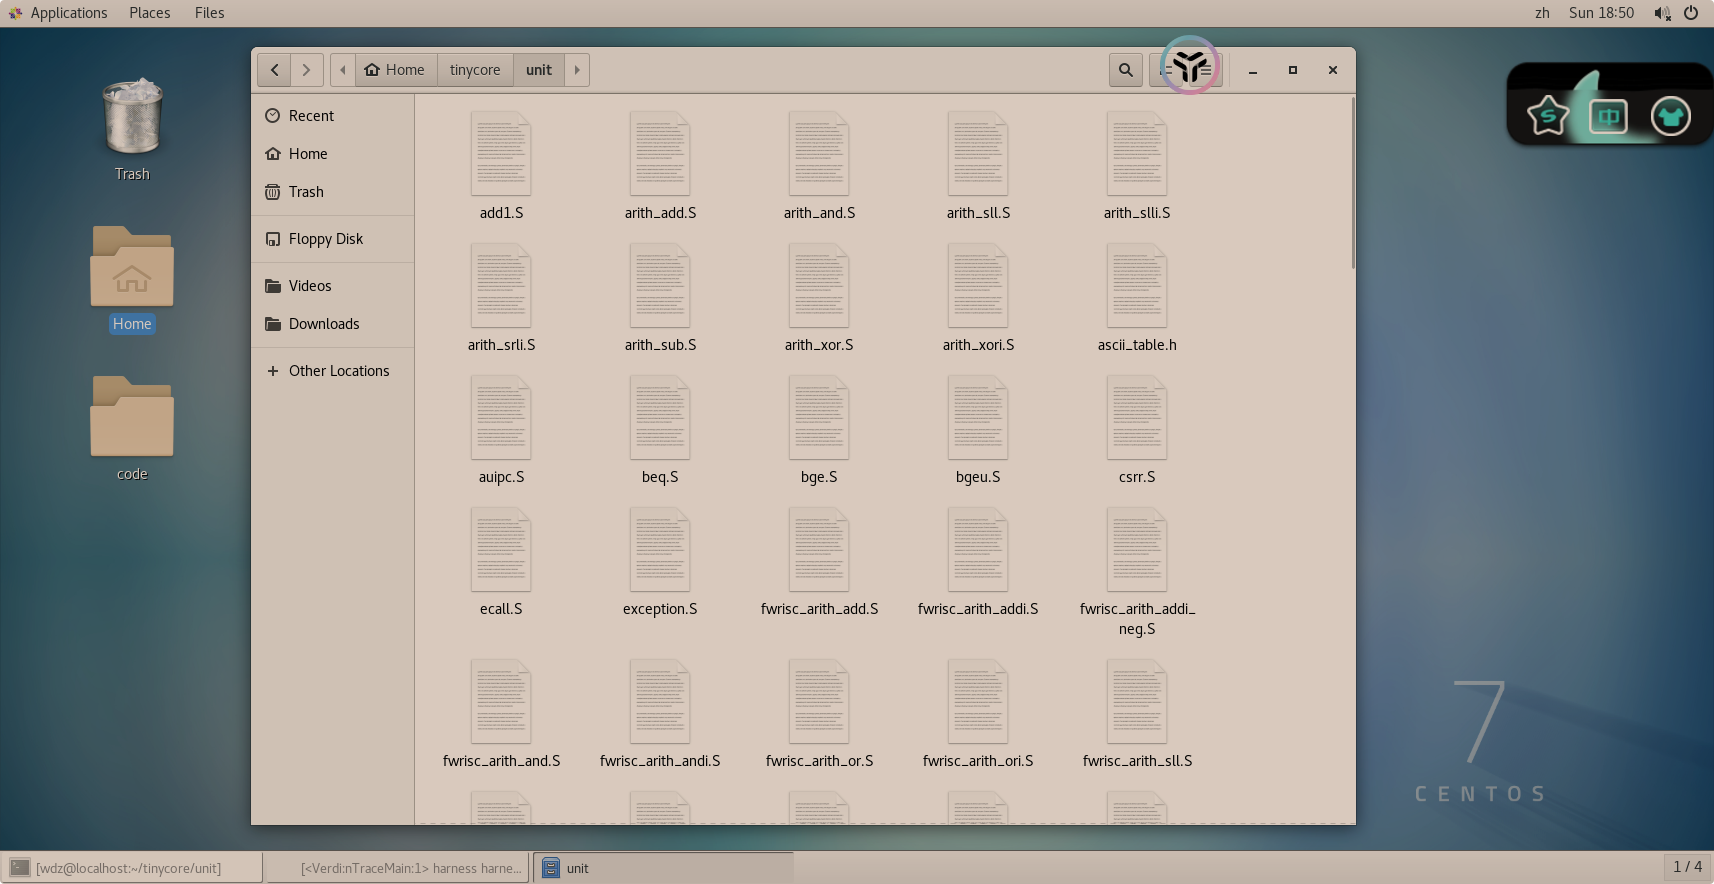 Applications Places Files zh Sun 18:50
Home tinycore unit
Trash
Home
code
Recent
Home
Trash
Floppy Disk
Videos
Downloads
Other Locations
add1.S arith_add.S arith_and.S arith_sll.S arith_slli.S
arith_srli.S arith_sub.S arith_xor.S arith_xori.S ascii_table.h
auipc.S beq.S bge.S bgeu.S csrr.S
ecall.S exception.S fwrisc_arith_add.S fwrisc_arith_addi.S fwrisc_arith_addi_
neg.S
fwrisc_arith_and.S fwrisc_arith_andi.S fwrisc_arith_or.S fwrisc_arith_ori.S fwrisc_arith_sll.S
S 中
7
CENTOS
[wdz@localhost:~/tinycore/unit] [<Verdi:nTraceMain:1> harness harne... unit 1 / 4